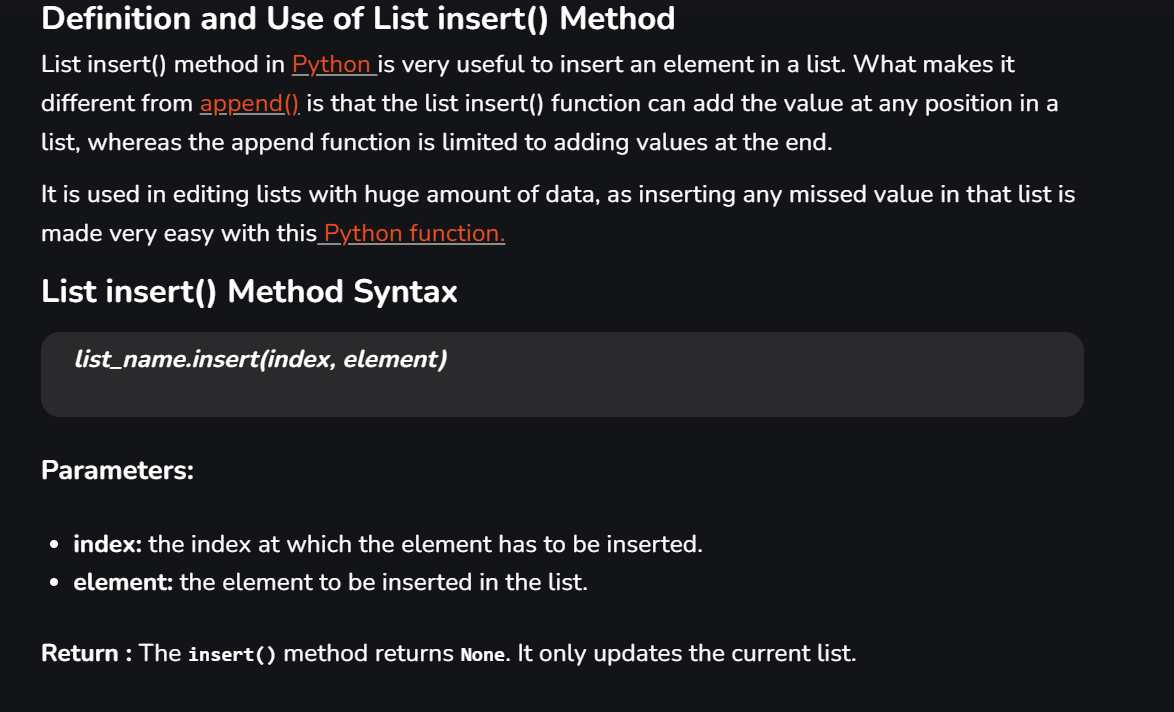 Definition and Use of List insert() Method
List insert() method in Python is very useful to insert an element in a list. What makes it
different from append() is that the list insert() function can add the value at any position in a
list, whereas the append function is limited to adding values at the end.
It is used in editing lists with huge amount of data, as inserting any missed value in that list is
made very easy with this Python function.
List insert() Method Syntax
list_name.insert(index, element)
Parameters:
• index: the index at which the element has to be inserted.
• element: the element to be inserted in the list.
Return : The insert() method returns None. It only updates the current list.